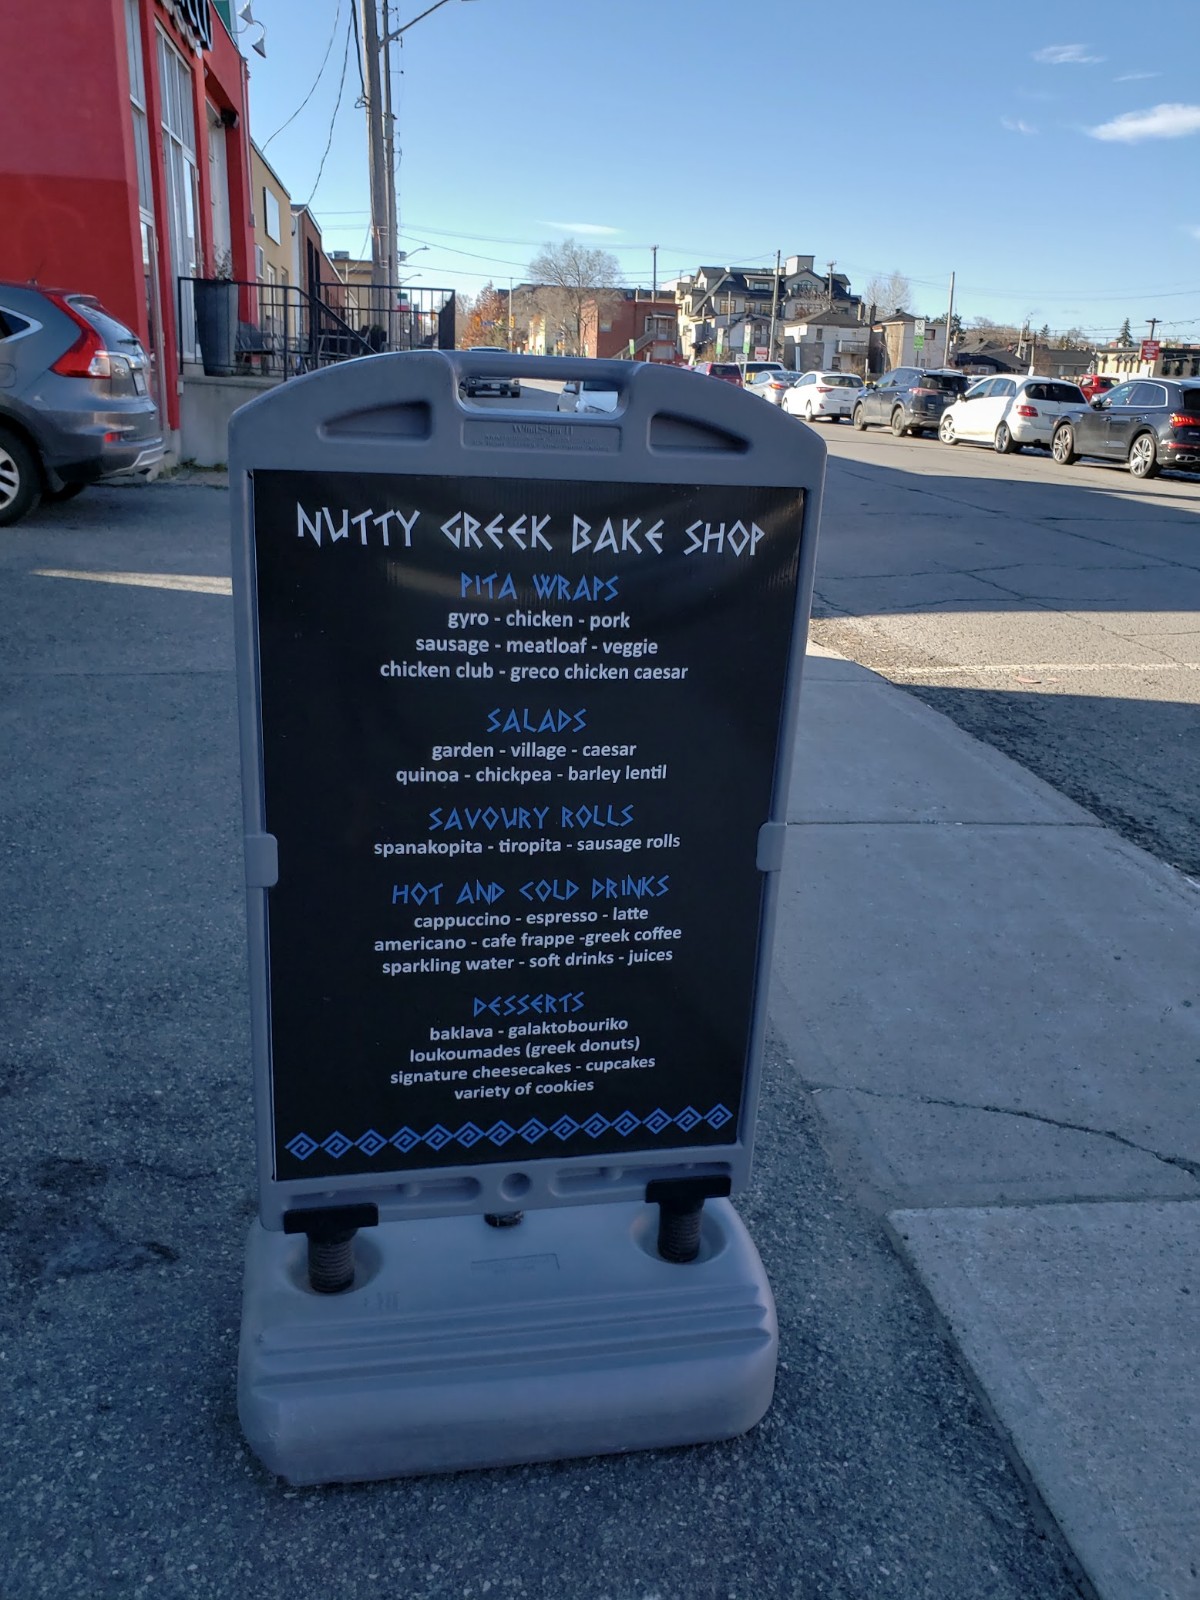 NUTTY GREEK BAKE SHOP
PITA WRAPS
gyro - chicken - pork
sausage - meatloaf - veggie
chicken club - greco chicken caesar
SALADS
garden - village - caesar
quinoa - chickpea - barley lentil
SAVOURY ROLLS
spanakopita - tiropita - sausage rolls
HOT AND COLD DRINKS
cappuccino - espresso - latte
americano - cafe frappe -greek coffee
sparkling water - soft drinks - juices
DESSERTS
baklava - galaktobouriko
loukoumades (greek donuts)
signature cheesecakes - cupcakes
variety of cookies